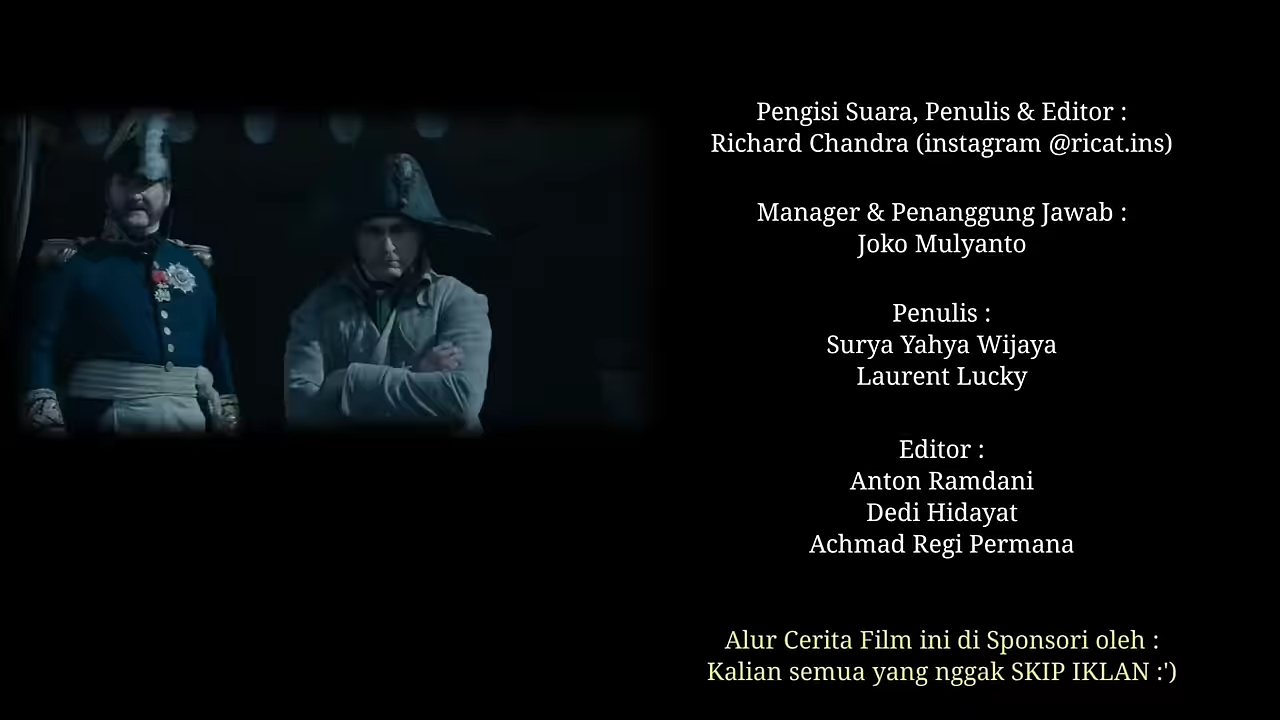 Pengisi Suara, Penulis & Editor :
Richard Chandra (instagram @ricat.ins)
Manager & Penanggung Jawab :
Joko Mulyanto
Penulis :
Surya Yahya Wijaya
Laurent Lucky
Editor :
Anton Ramdani
Dedi Hidayat
Achmad Regi Permana
Alur Cerita Film ini di Sponsori oleh :
Kalian semua yang nggak SKIP IKLAN :')